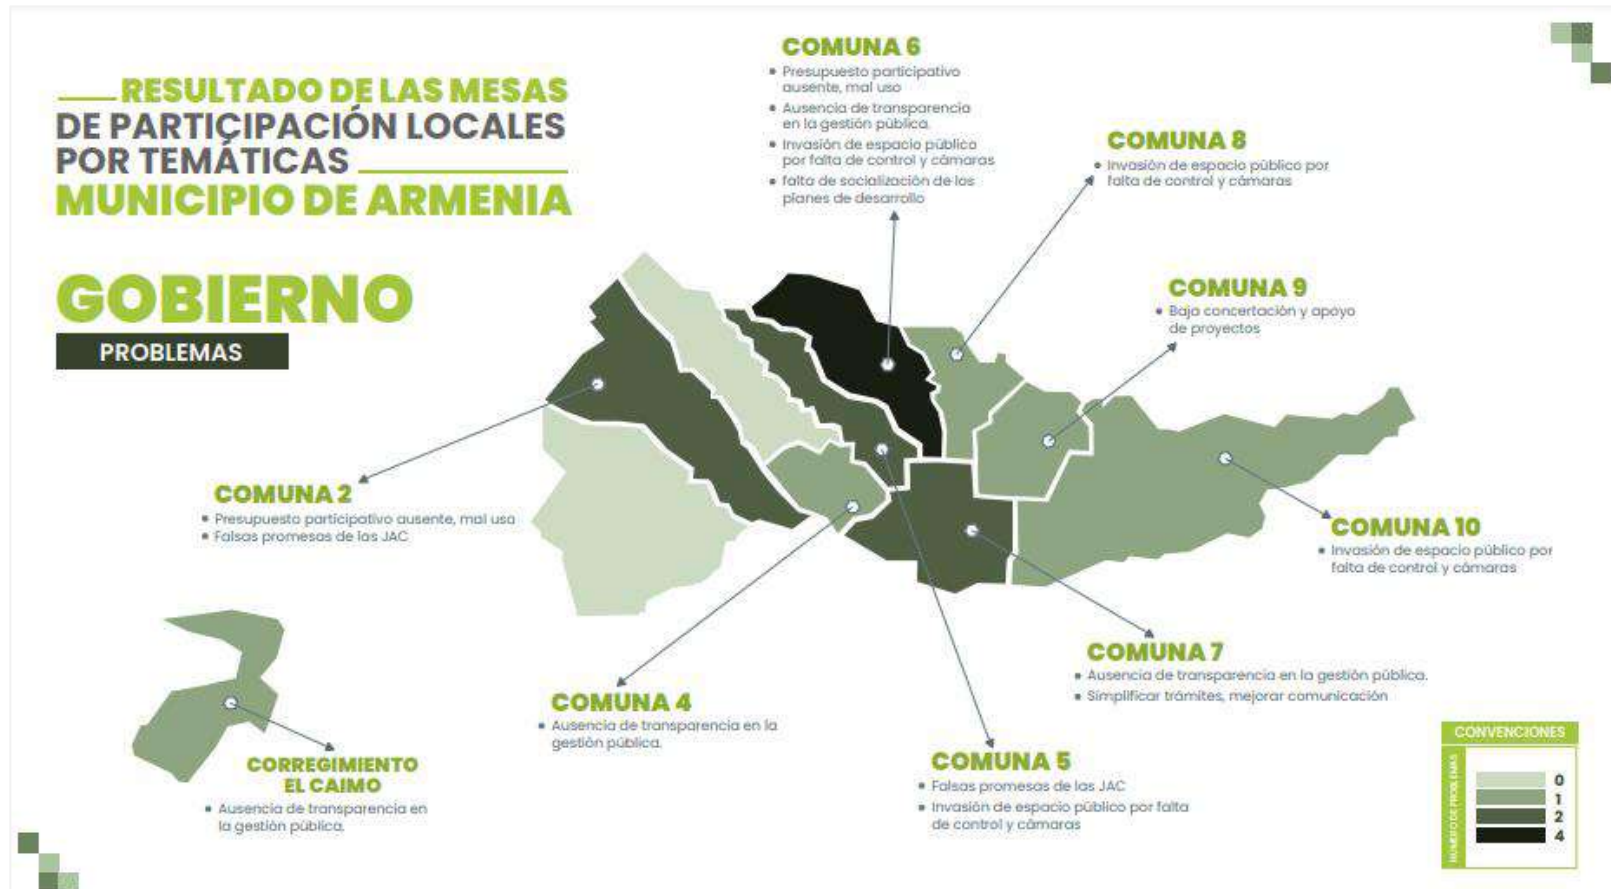 RESULTADO DE LAS MESAS
DE PARTICIPACIÓN LOCALES
POR TEMÁTICAS
MUNICIPIO DE ARMENIA
GOBIERNO
PROBLEMAS
COMUNA 6
• Presupuesto participativo
ausente, mal uso
• Ausencia de transparencia
en la gestión pública.
• Invasión de espacio público
por falta de control y cámaras
• falta de socialización de los
planes de desarrollo
COMUNA 8
• Invasión de espacio público por
falta de control y cámaras
COMUNA 9
• Baja concertación y apoyo
de proyectos
COMUNA 2
• Presupuesto participativo ausente, mal uso
• Falsas promesas de las JAC
COMUNA 10
• Invasión de espacio público por
falta de control y cámaras
COMUNA 7
• Ausencia de transparencia en la gestión pública.
• Simplificar trámites, mejorar comunicación
COMUNA 4
• Ausencia de transparencia en la
gestión pública.
COMUNA 5
• Falsas promesas de las JAC
• Invasión de espacio público por falta
de control y cámaras
CORREGIMIENTO
EL CAIMO
• Ausencia de transparencia en
la gestión pública.
CONVENCIONES
NÚMERO DE PROBLEMAS
0
1
2
4